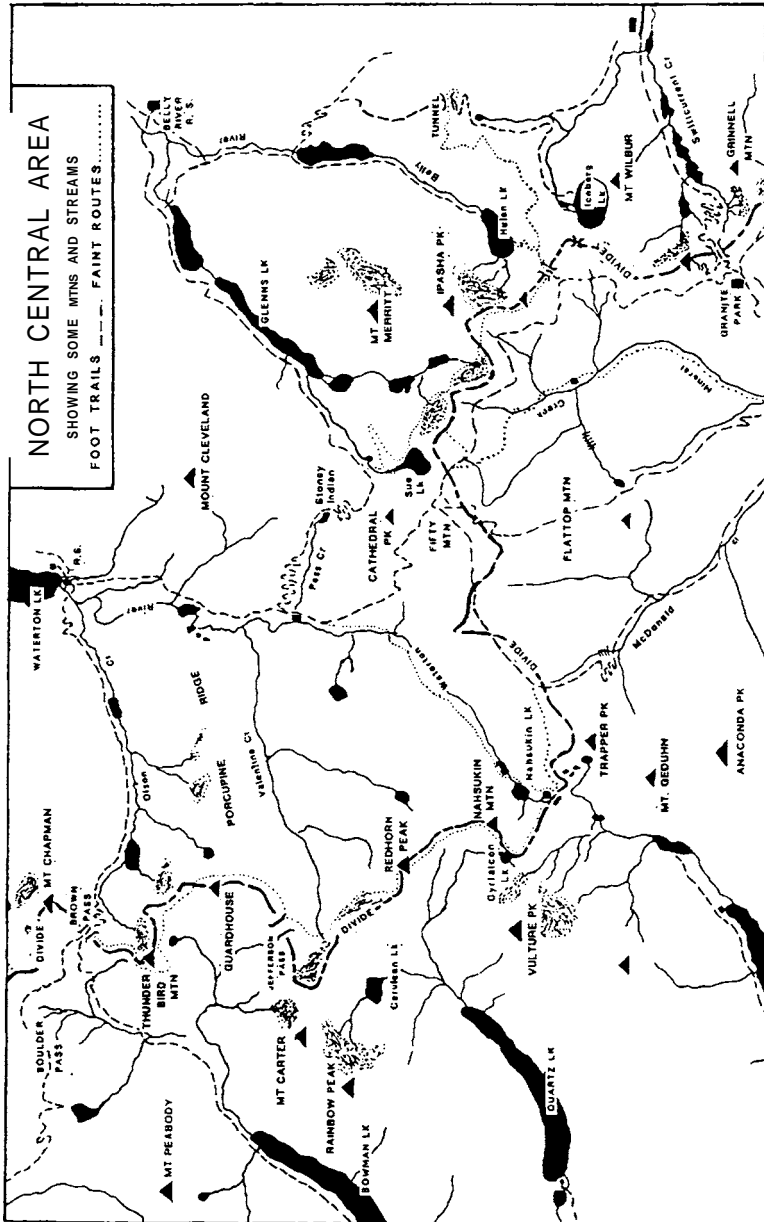 NORTH CENTRAL AREA
SHOWING SOME MTNS AND STREAMS
FOOT TRAILS ___ FAINT ROUTES..........
BOULDER
PASS
DIVIDE
MT CHAPMAN
BROWN
PASS
MT PEABODY
THUNDER
BIRD
MTN
Olson
Cr
WATERTON LK
R.S.
River
BELLY
RIVER
R. S.
MOUNT CLEVELAND
River
GLENNS LK
PORCUPINE
RIDGE
GUARDHOUSE
Valentine Cr
JEFFERSON
PASS
MT CARTER
RAINBOW PEAK
BOWMAN LK
Cerulean Lk
DIVIDE
REDHORN
PEAK
Pass Cr
Stoney
Indian
CATHEDRAL
PK
Sue
Lk
MT
MERRITT
Belly
TUNNEL
IPASHA PK
Helen Lk
FIFTY
MTN
Waterton
NAHSUKIN
MTN
Nahsukin LK
Gyrfalcon
Lk
VULTURE PK
QUARTZ LK
DIVIDE
TRAPPER PK
MT. GEDUHN
ANACONDA PK
McDonald
Cr
FLATTOP MTN
Creek
Mineral
DIVIDE
Iceberg
Lk
MT WILBUR
Swiftcurrent Cr
GRINNELL
MTN
GRANITE
PARK